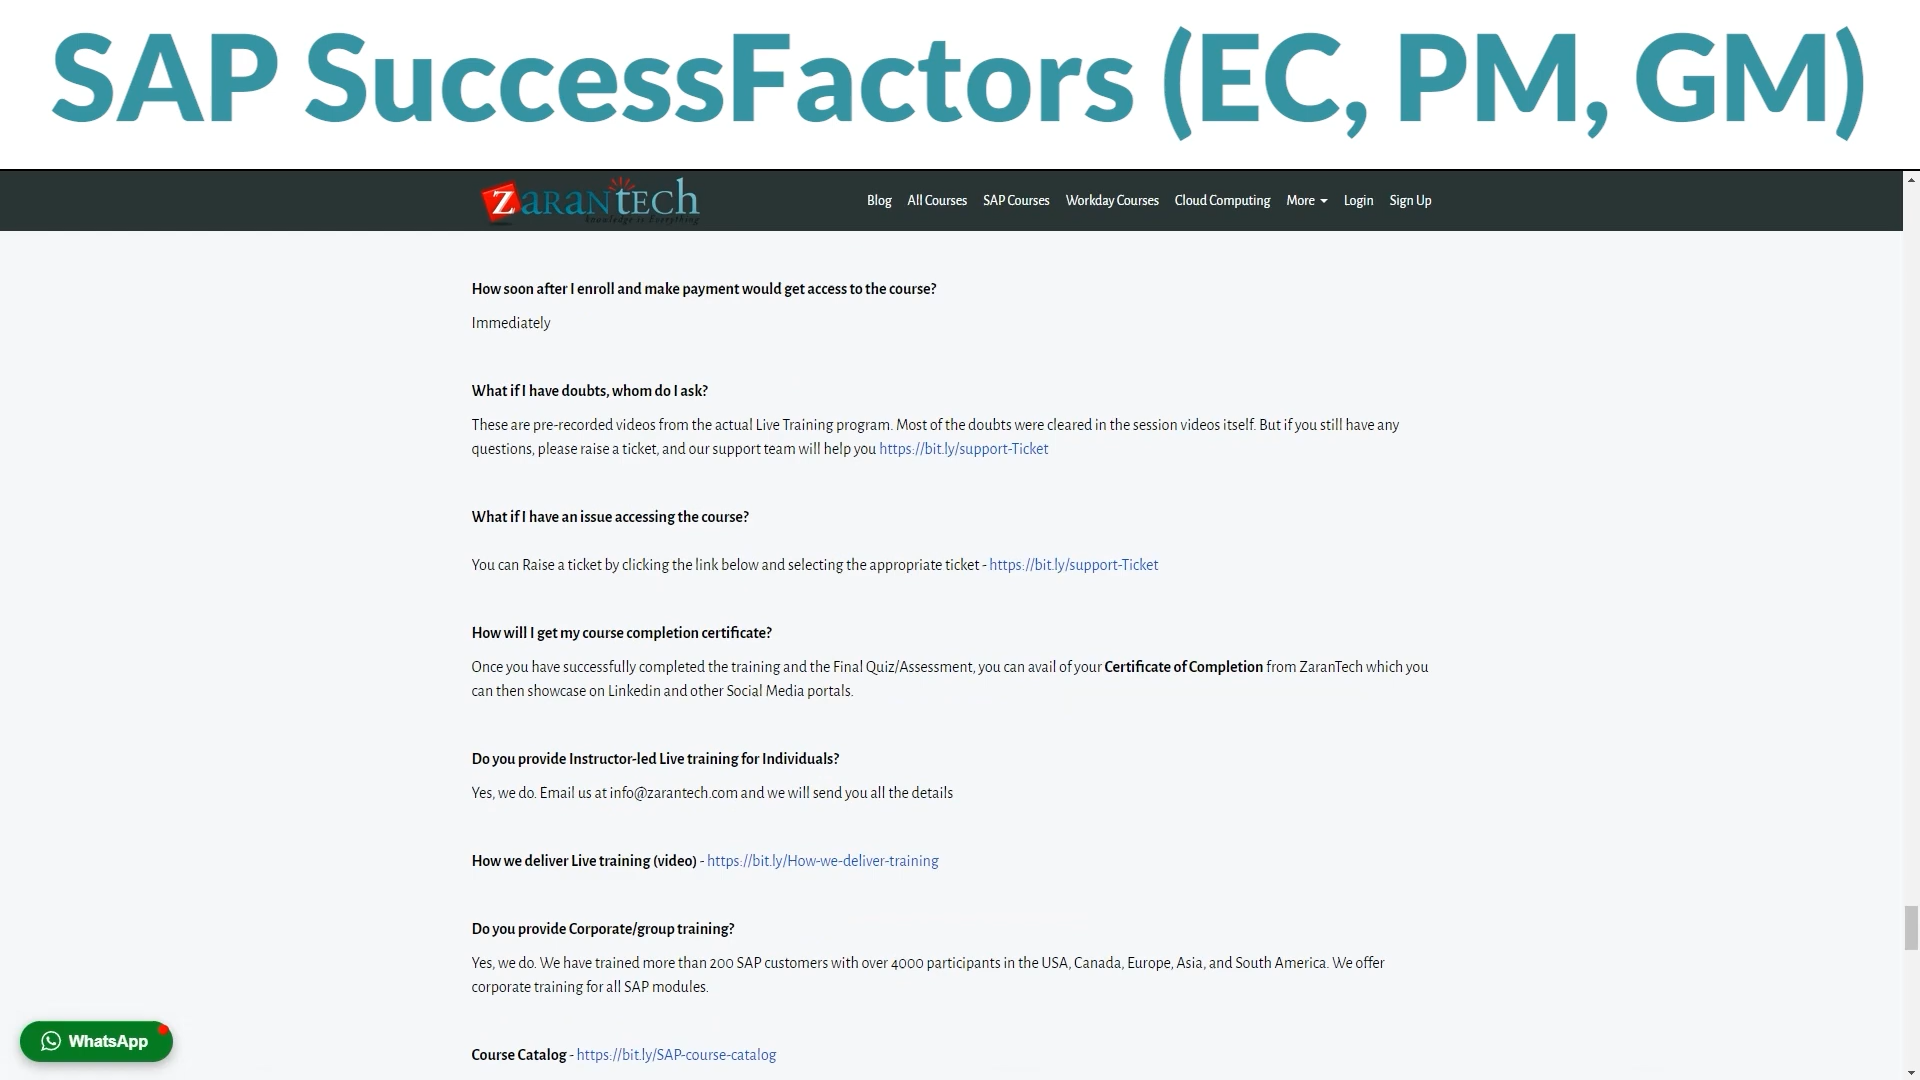 SAP SuccessFactors (EC, PM, GM)
ZaranTech
knowledge is Everything
Blog All Courses SAP Courses Workday Courses Cloud Computing More Login Sign Up
How soon after I enroll and make payment would get access to the course?
Immediately
What if I have doubts, whom do I ask?
These are pre-recorded videos from the actual Live Training program. Most of the doubts were cleared in the session videos itself. But if you still have any
questions, please raise a ticket, and our support team will help you https://bit.ly/support-Ticket
What if I have an issue accessing the course?
You can Raise a ticket by clicking the link below and selecting the appropriate ticket - https://bit.ly/support-Ticket
How will I get my course completion certificate?
Once you have successfully completed the training and the Final Quiz/Assessment, you can avail of your Certificate of Completion from ZaranTech which you
can then showcase on Linkedin and other Social Media portals.
Do you provide Instructor-led Live training for Individuals?
Yes, we do. Email us at info@zarantech.com and we will send you all the details
How we deliver Live training (video) - https://bit.ly/How-we-deliver-training
Do you provide Corporate/group training?
Yes, we do. We have trained more than 200 SAP customers with over 4000 participants in the USA, Canada, Europe, Asia, and South America. We offer
corporate training for all SAP modules.
WhatsApp
Course Catalog - https://bit.ly/SAP-course-catalog